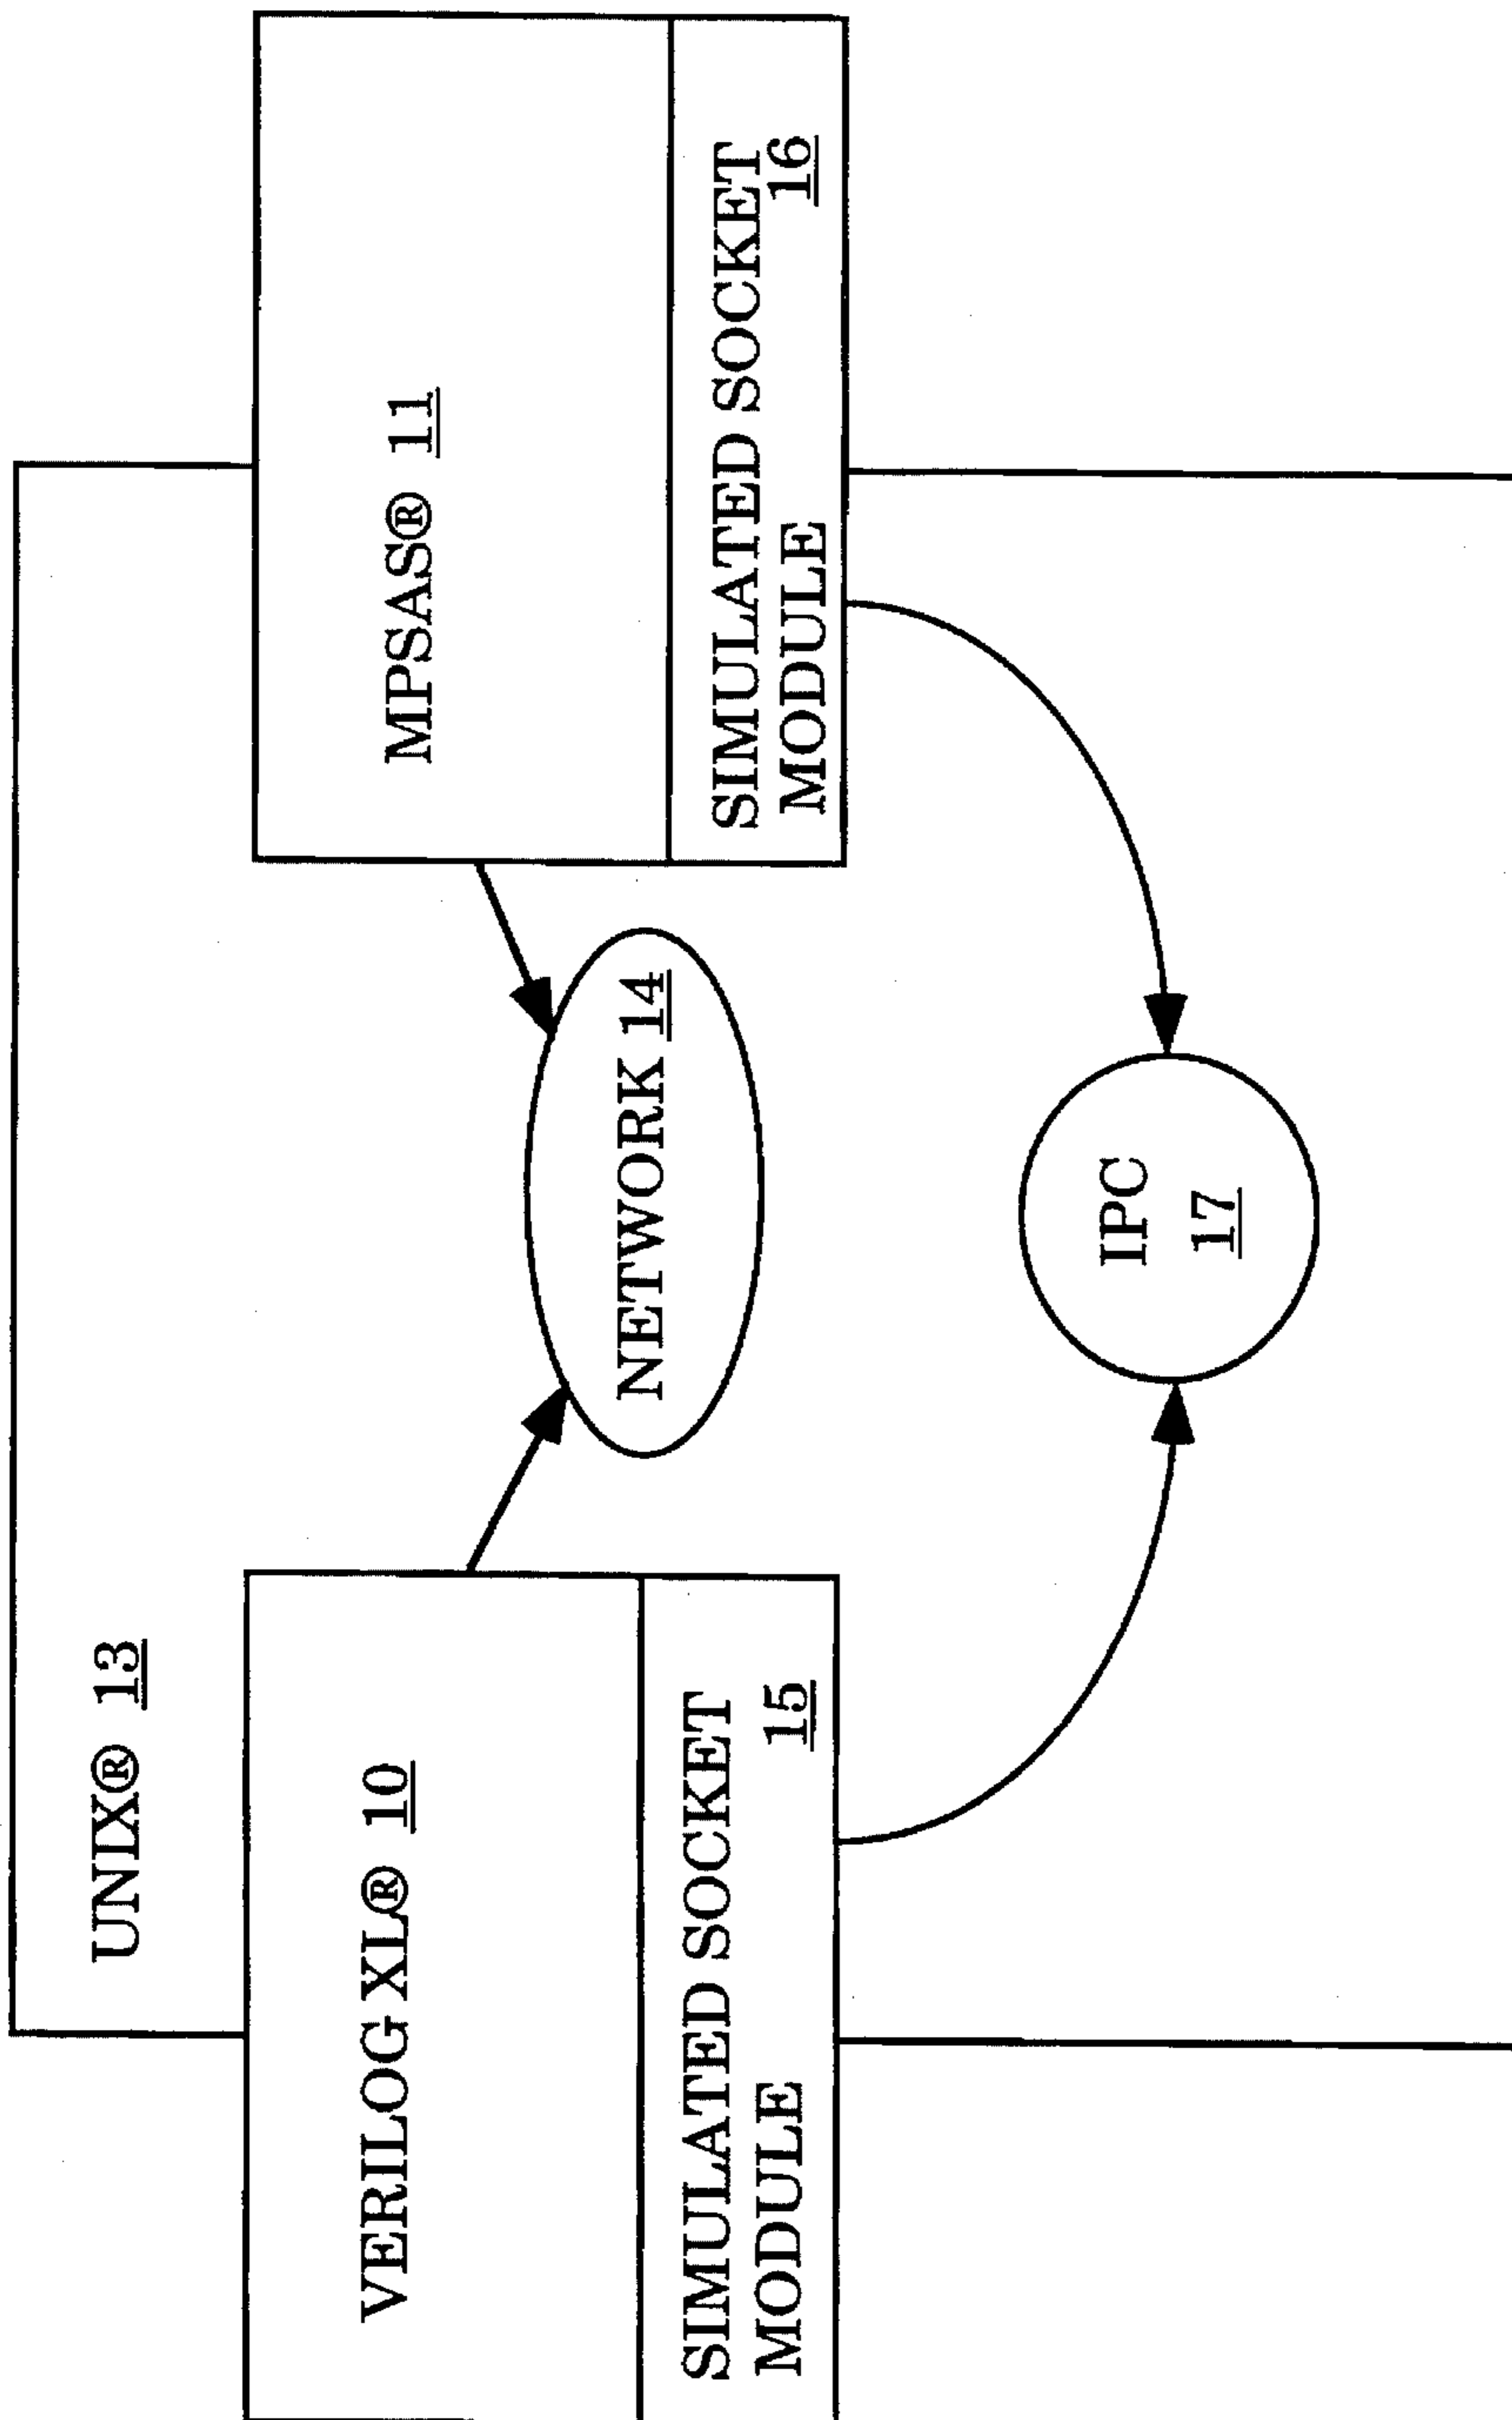 UNIX® 13
VERILOG XL® 10
SIMULATED SOCKET
MODULE 15
MPSAS® 11
SIMULATED SOCKET
MODULE 16
NETWORK 14
IPC
17